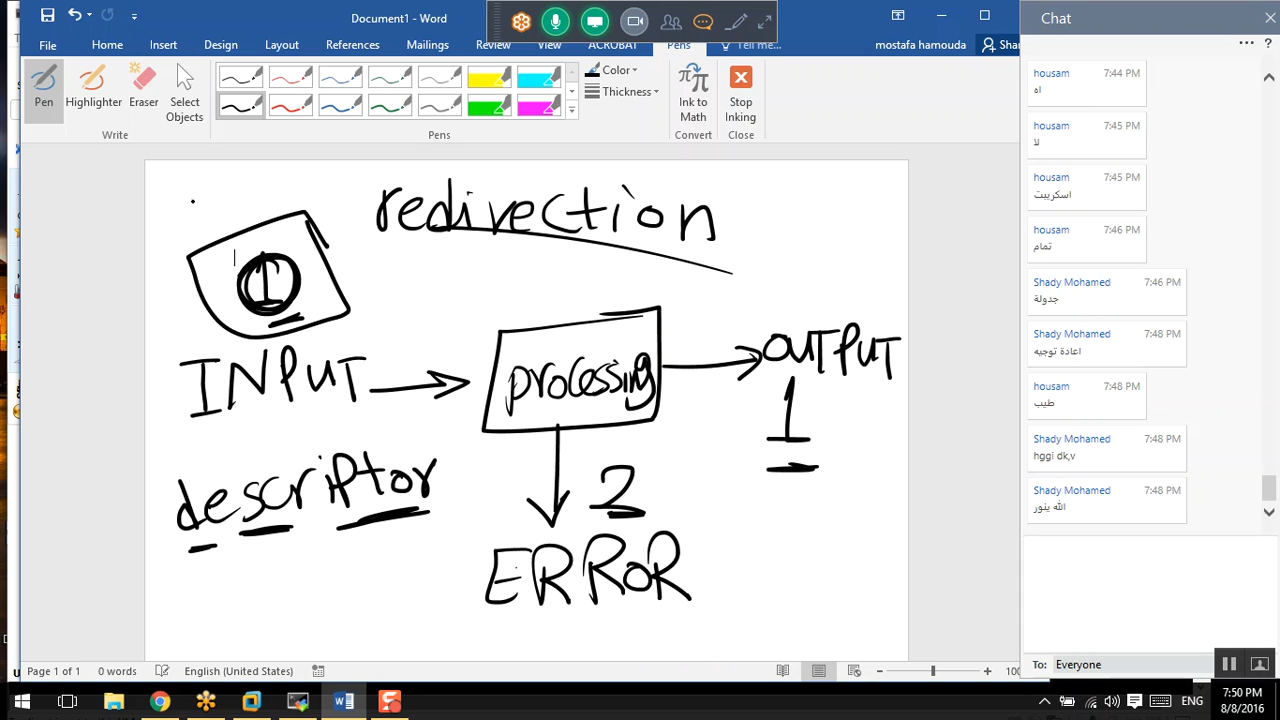 Document1 - Word
File Home Insert Design Layout References Mailings Review View ACROBAT Pens Tell me...
mostafa hamouda
Shar
Pen
Highlighter
Eraser
Select
Objects
Color
Thickness
Ink to
Math
Stop
Inking
Write
Pens
Convert
Close
redirection
1
INPUT
processing
OUTPUT
1
descriptor
2
ERROR
Chat
housam 7:44 PM
اه
housam 7:45 PM
لا
housam 7:45 PM
اسكريبت
housam 7:46 PM
تمام
Shady Mohamed 7:46 PM
جدولة
Shady Mohamed 7:48 PM
اعادة توجيه
housam 7:48 PM
طيب
Shady Mohamed 7:48 PM
hggi dk,v
Shady Mohamed 7:48 PM
الله ينور
To: Everyone
Page 1 of 1 0 words English (United States)
100
ENG
7:50 PM
8/8/2016